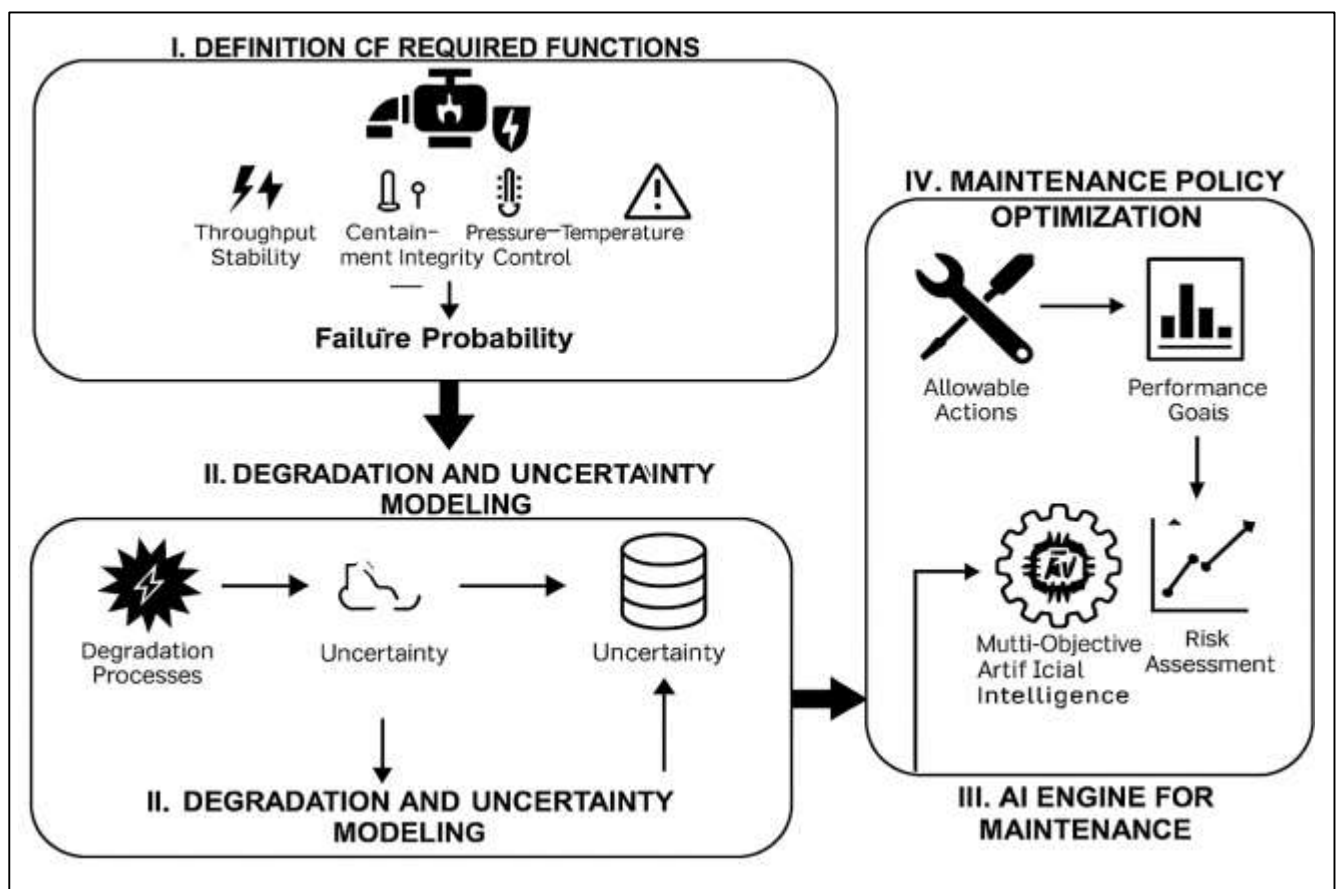 I. DEFINITION CF REQUIRED FUNCTIONS
Throughput
Stability
Centain-
ment Integrity
Pressure-Temperature
Control
Failure Probability
II. DEGRADATION AND UNCERTAINTY
MODELING
Degradation
Processes
Uncertainty
Uncertainty
II. DEGRADATION AND UNCERTAINTY
MODELING
IV. MAINTENANCE POLICY
OPTIMIZATION
Allowable
Actions
Performance
Goals
Mutti-Objective
Artif Icial
Intelligence
Risk
Assessment
III. AI ENGINE FOR
MAINTENANCE